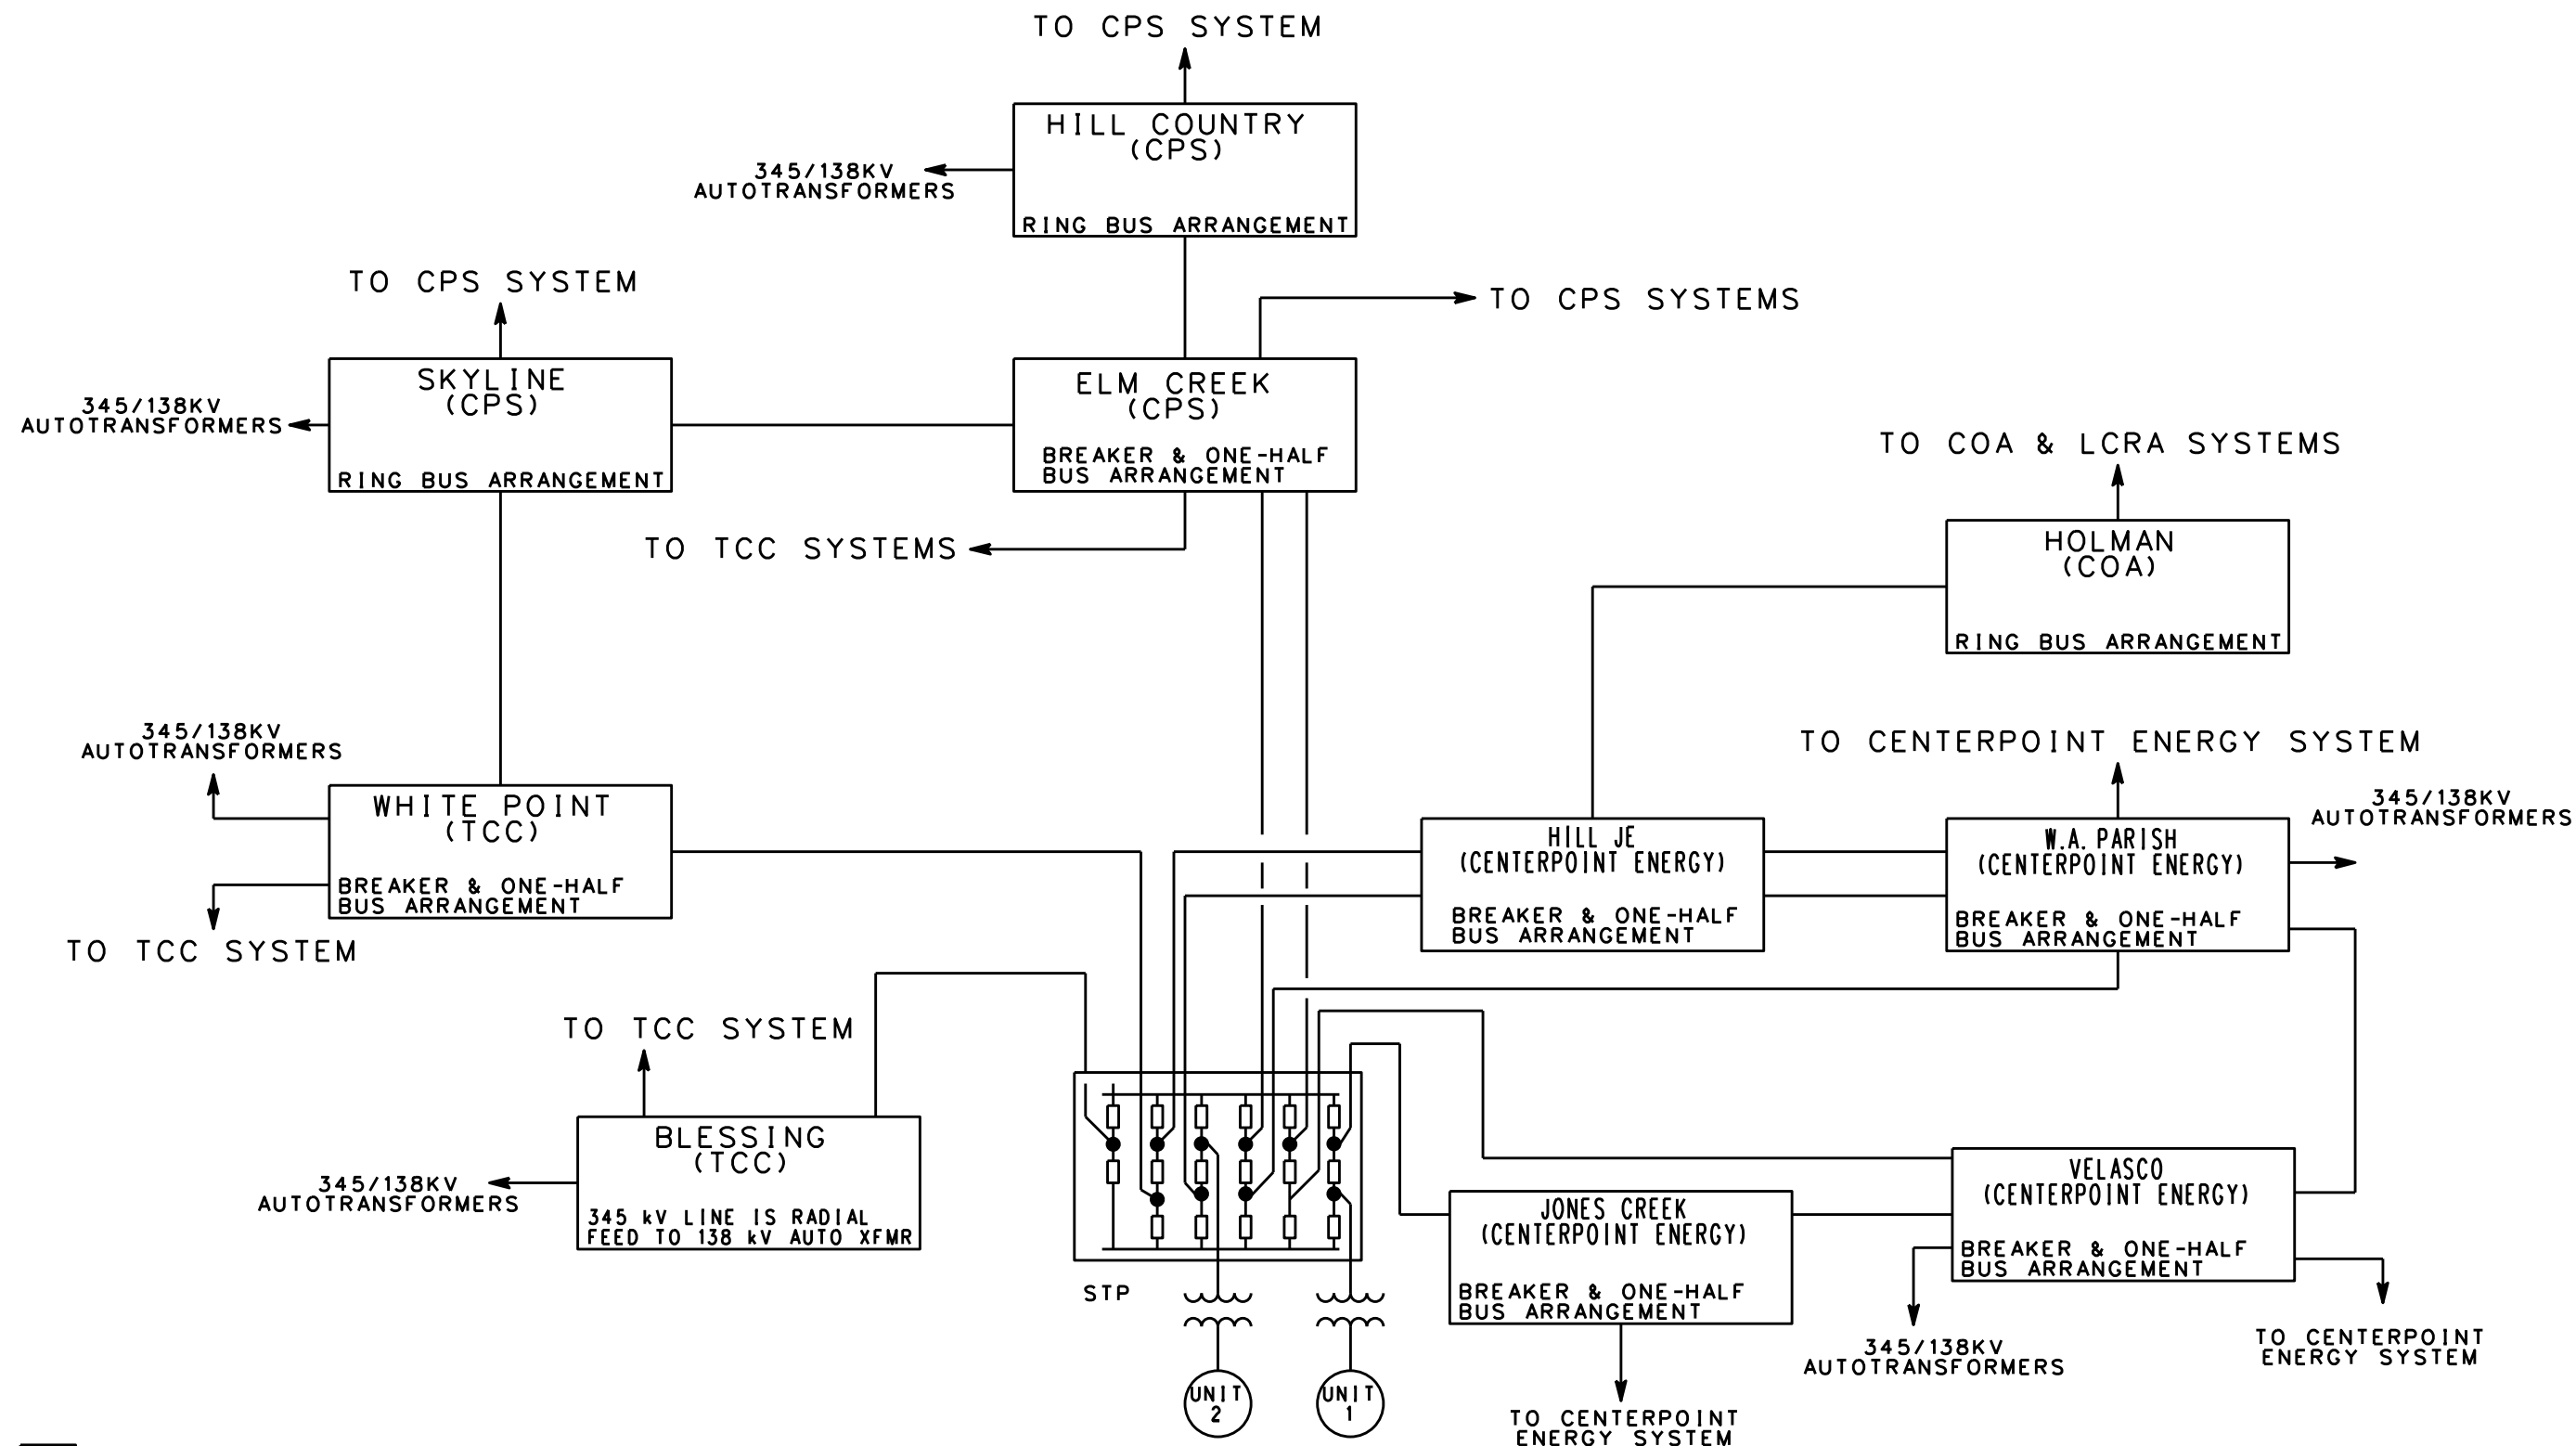 TO CPS SYSTEM
HILL COUNTRY
(CPS)
345/138KV
AUTOTRANSFORMERS
RING BUS ARRANGEMENT
TO CPS SYSTEM
TO CPS SYSTEMS
SKYLINE
(CPS)
345/138KV
AUTOTRANSFORMERS
RING BUS ARRANGEMENT
ELM CREEK
(CPS)
BREAKER & ONE-HALF
BUS ARRANGEMENT
TO TCC SYSTEMS
TO COA & LCRA SYSTEMS
HOLMAN
(COA)
RING BUS ARRANGEMENT
345/138KV
AUTOTRANSFORMERS
WHITE POINT
(TCC)
BREAKER & ONE-HALF
BUS ARRANGEMENT
TO TCC SYSTEM
TO CENTERPOINT ENERGY SYSTEM
345/138KV
AUTOTRANSFORMERS
HILL JE
(CENTERPOINT ENERGY)
BREAKER & ONE-HALF
BUS ARRANGEMENT
W.A. PARISH
(CENTERPOINT ENERGY)
BREAKER & ONE-HALF
BUS ARRANGEMENT
TO TCC SYSTEM
BLESSING
(TCC)
345/138KV
AUTOTRANSFORMERS
345 kV LINE IS RADIAL
FEED TO 138 kV AUTO XFMR
STP
JONES CREEK
(CENTERPOINT ENERGY)
BREAKER & ONE-HALF
BUS ARRANGEMENT
VELASCO
(CENTERPOINT ENERGY)
BREAKER & ONE-HALF
BUS ARRANGEMENT
345/138KV
AUTOTRANSFORMERS
TO CENTERPOINT
ENERGY SYSTEM
UNIT
2
UNIT
1
TO CENTERPOINT
ENERGY SYSTEM